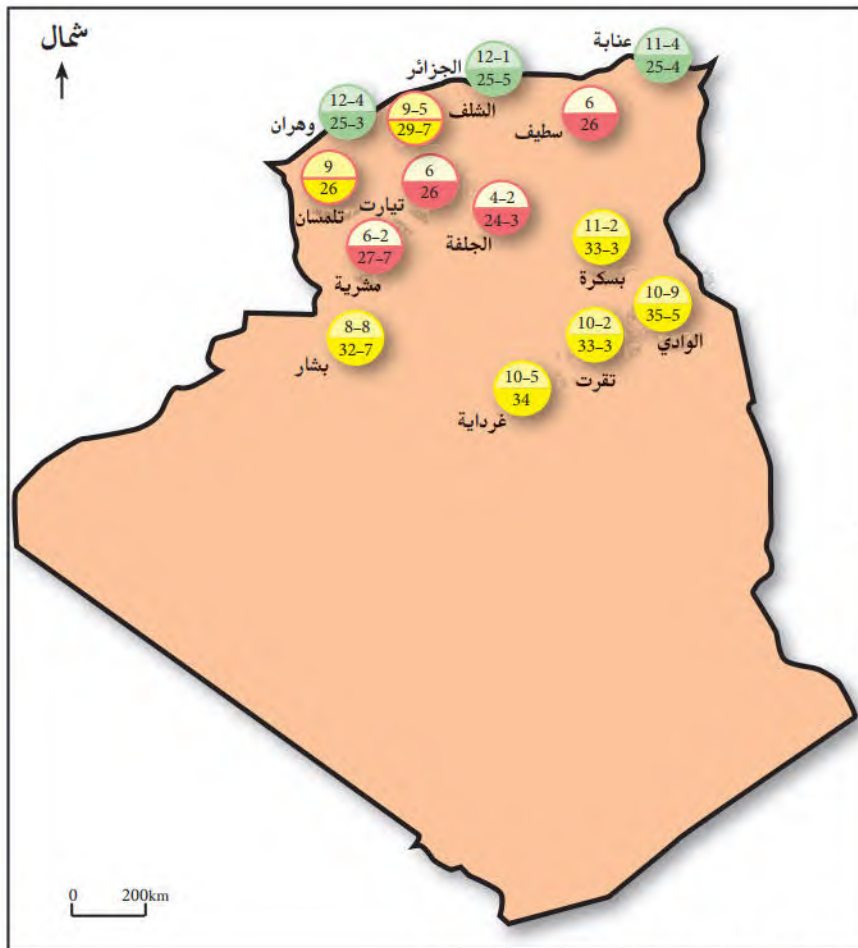 شمال
عنابة
11–4
25–4
الجزائر
12–1
25–5
وهران
12–4
25–3
الشلف
9–5
29–7
سطيف
6
26
تلمسان
9
26
تيارت
6
26
الجلفة
4–2
24–3
مشرية
6–2
27–7
بسكرة
11–2
33–3
الوادي
10–9
35–5
تقرت
10–2
33–3
بشار
8–8
32–7
غرداية
10–5
34
0 200km